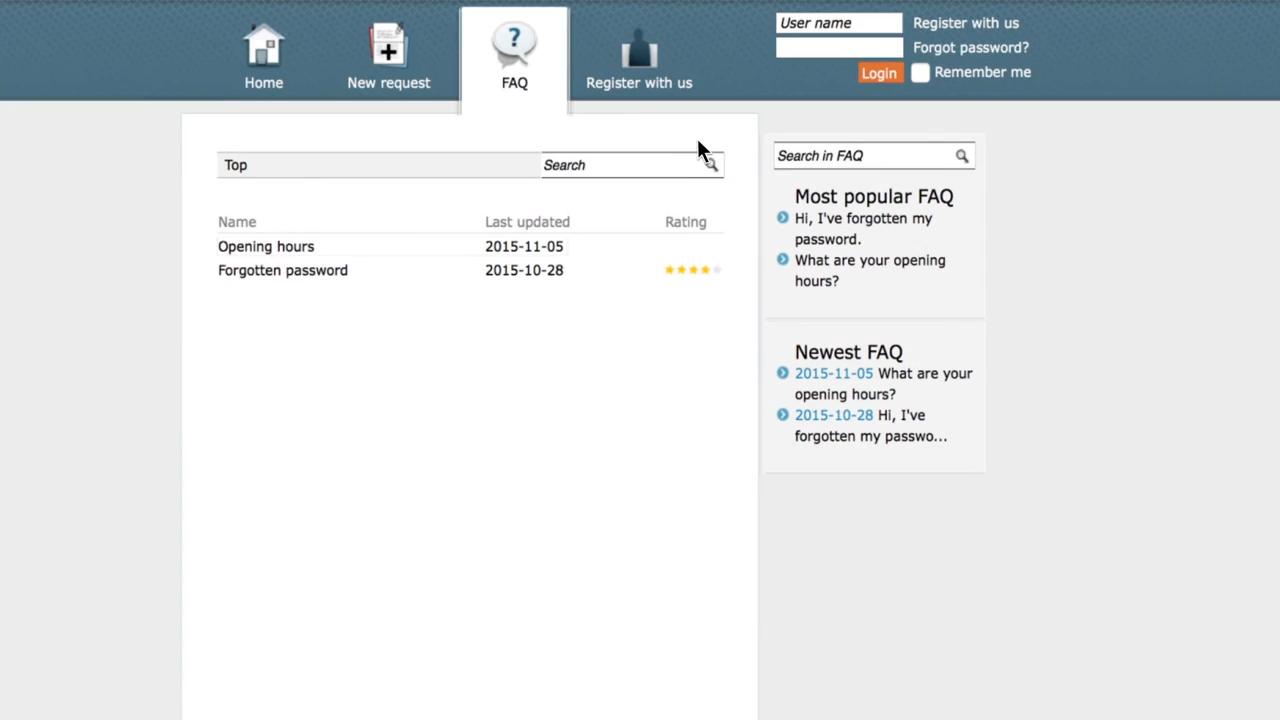 Home
New request
?
FAQ
Register with us
User name
Register with us
Forgot password?
Login
Remember me
Top
Search
Name Last updated Rating
Opening hours 2015-11-05
Forgotten password 2015-10-28
Search in FAQ
Most popular FAQ
Hi, I've forgotten my
password.
What are your opening
hours?
Newest FAQ
2015-11-05 What are your
opening hours?
2015-10-28 Hi, I've
forgotten my passwo...